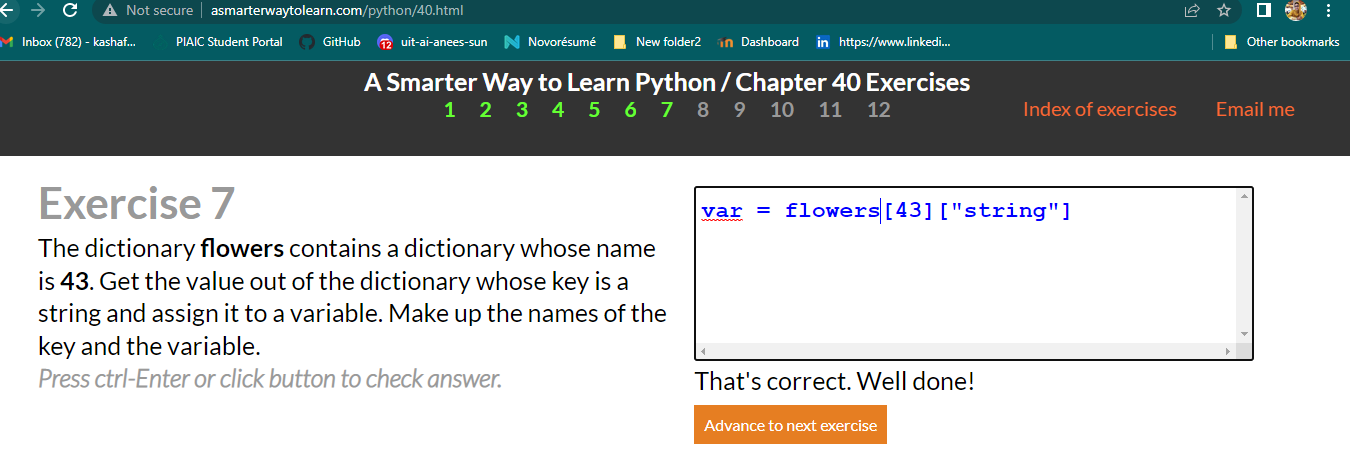 Not secure | asmarterwaytolearn.com/python/40.html
Inbox (782) - kashaf... PIAIC Student Portal GitHub 12 uit-ai-anees-sun Novorésumé New folder2 Dashboard https://www.linkedi... Other bookmarks
A Smarter Way to Learn Python / Chapter 40 Exercises
1 2 3 4 5 6 7 8 9 10 11 12 Index of exercises Email me
Exercise 7
The dictionary flowers contains a dictionary whose name
is 43. Get the value out of the dictionary whose key is a
string and assign it to a variable. Make up the names of the
key and the variable.
Press ctrl-Enter or click button to check answer.
var = flowers[43]["string"]
That's correct. Well done!
Advance to next exercise